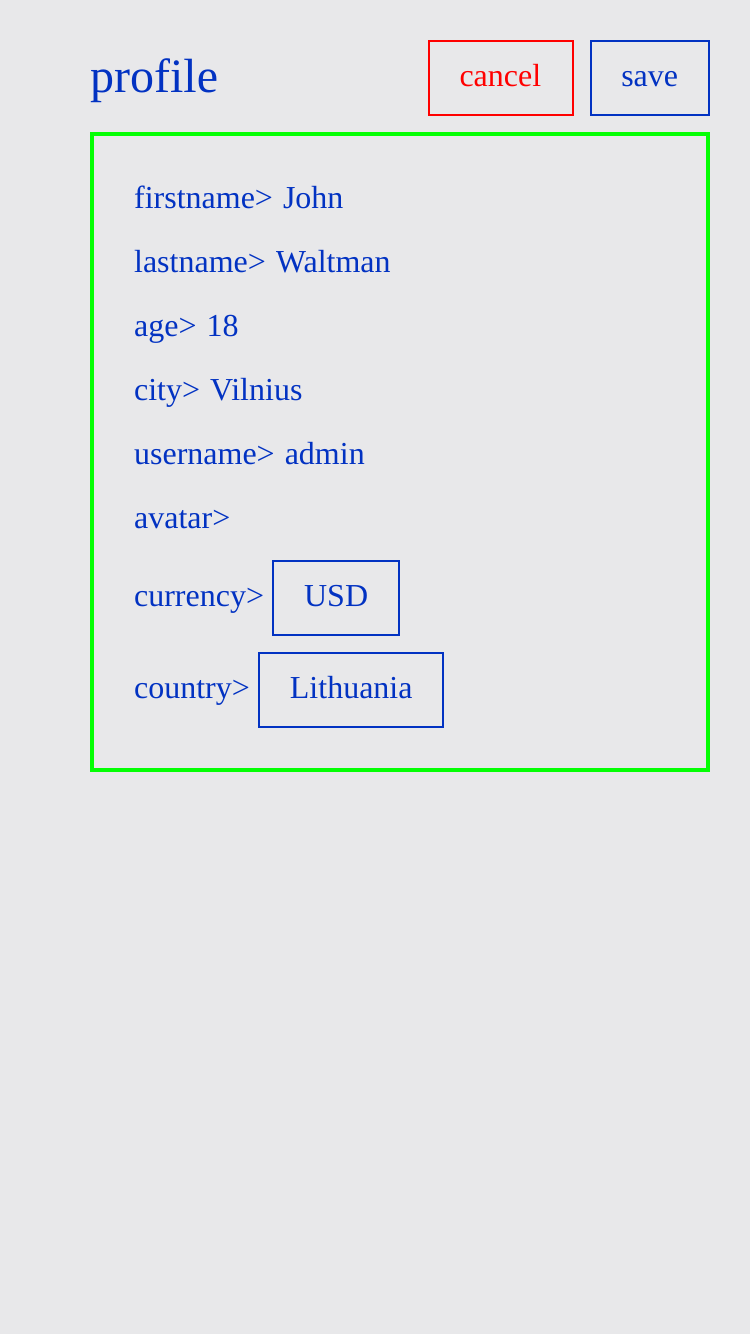 profile cancel save
firstname> John
lastname> Waltman
age> 18
city> Vilnius
username> admin
avatar>
currency> USD
country> Lithuania